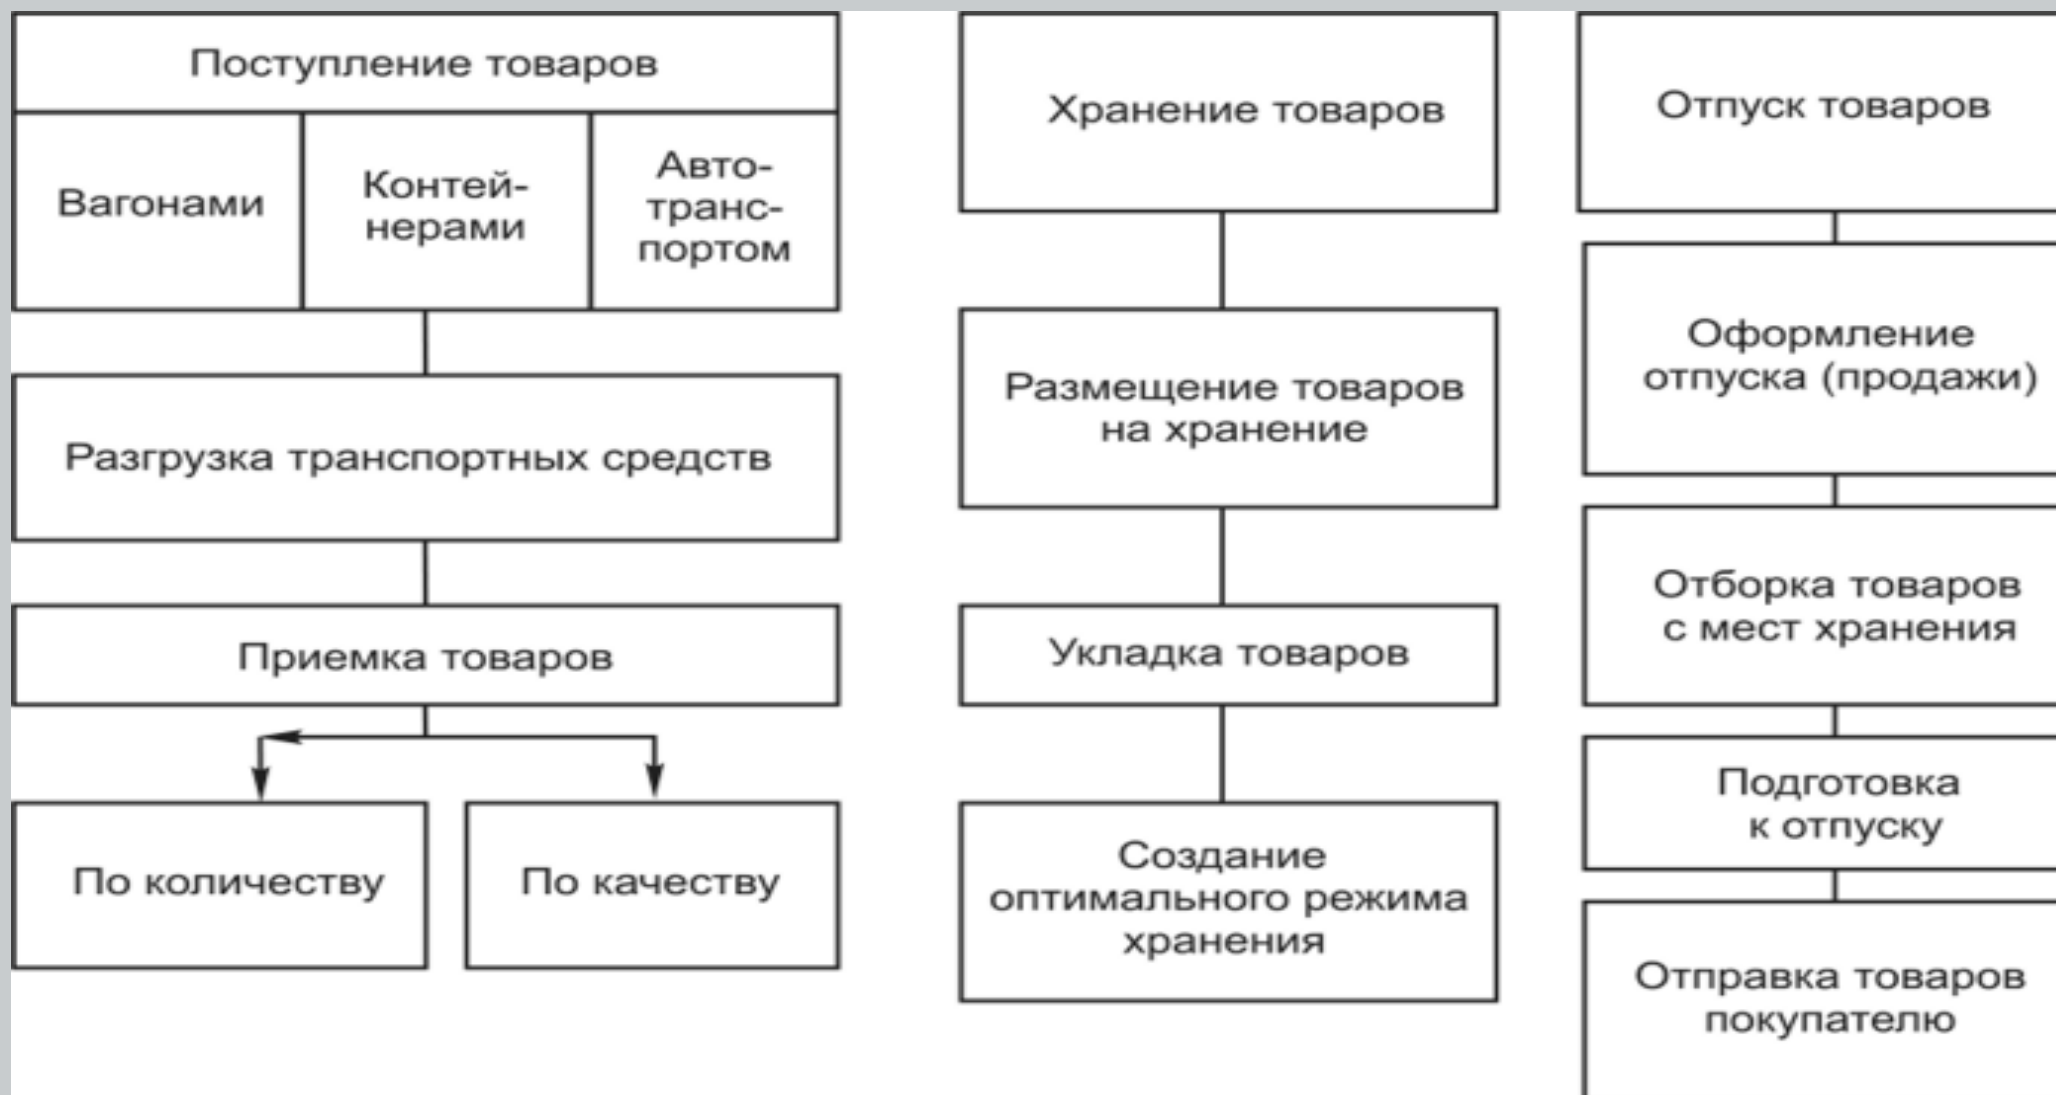 Поступление товаров
Вагонами
Контей-
нерами
Авто-
транс-
портом
Разгрузка транспортных средств
Приемка товаров
По количеству
По качеству
Хранение товаров
Размещение товаров
на хранение
Укладка товаров
Создание
оптимального режима
хранения
Отпуск товаров
Оформление
отпуска (продажи)
Отборка товаров
с мест хранения
Подготовка
к отпуску
Отправка товаров
покупателю